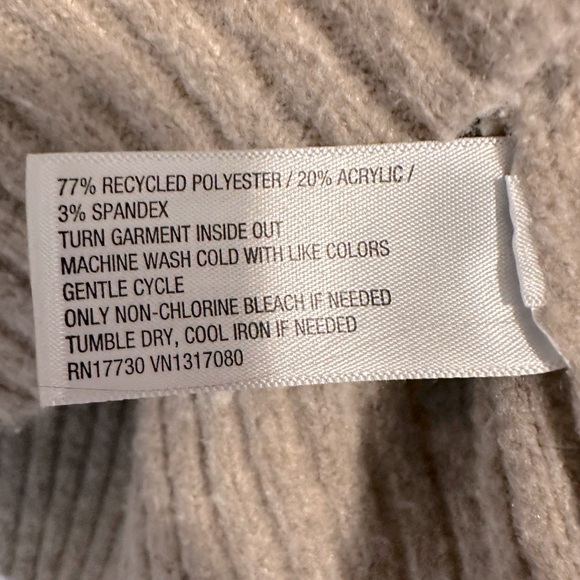 77% RECYCLED POLYESTER / 20% ACRYLIC /
3% SPANDEX
TURN GARMENT INSIDE OUT
MACHINE WASH COLD WITH LIKE COLORS
GENTLE CYCLE
ONLY NON-CHLORINE BLEACH IF NEEDED
TUMBLE DRY, COOL IRON IF NEEDED
RN17730 VN1317080